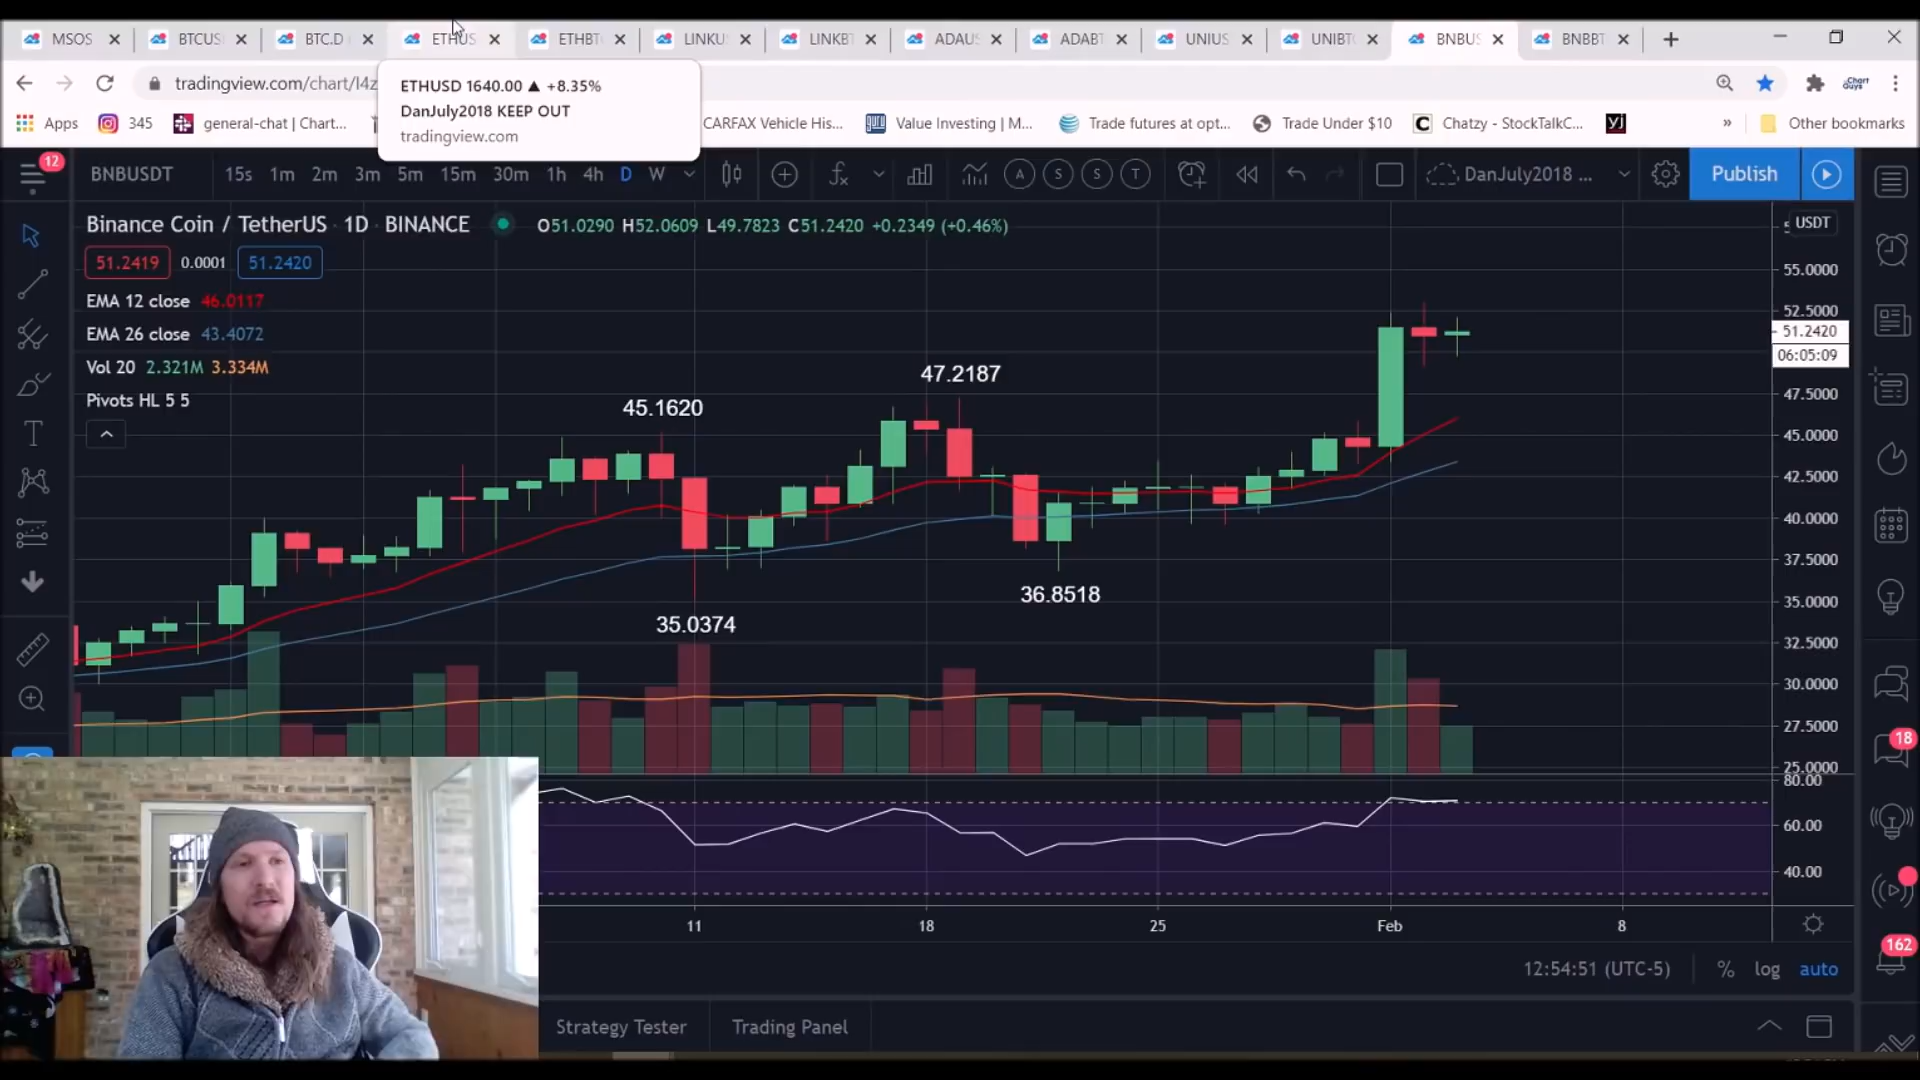 MSOS
BTCUS
BTC.D
ETHUS
ETHBT
LINKU
LINKBT
ADAUS
ADABT
UNIUS
UNIBT
BNBUS
BNBBT
tradingview.com/chart/I4z
ETHUSD 1640.00 ▲ +8.35%
DanJuly2018 KEEP OUT
tradingview.com
Apps
345
general-chat | Chart...
CARFAX Vehicle His...
Value Investing | M...
Trade futures at opt...
Trade Under $10
Chatzy - StockTalkC...
»
Other bookmarks
12
BNBUSDT
15s 1m 2m 3m 5m 15m 30m 1h 4h D W
A S S T
DanJuly2018 ...
Publish
Binance Coin / TetherUS · 1D · BINANCE
O51.0290 H52.0609 L49.7823 C51.2420 +0.2349 (+0.46%)
USDT
51.2419 0.0001 51.2420
EMA 12 close 46.0117
EMA 26 close 43.4072
Vol 20 2.321M 3.334M
Pivots HL 5 5
55.0000
52.5000
51.2420
06:05:09
47.5000
45.0000
42.5000
40.0000
37.5000
35.0000
32.5000
30.0000
27.5000
25.0000
80.00
60.00
40.00
47.2187
45.1620
36.8518
35.0374
18
162
11 18 25 Feb 8
12:54:51 (UTC-5) % log auto
Strategy Tester
Trading Panel